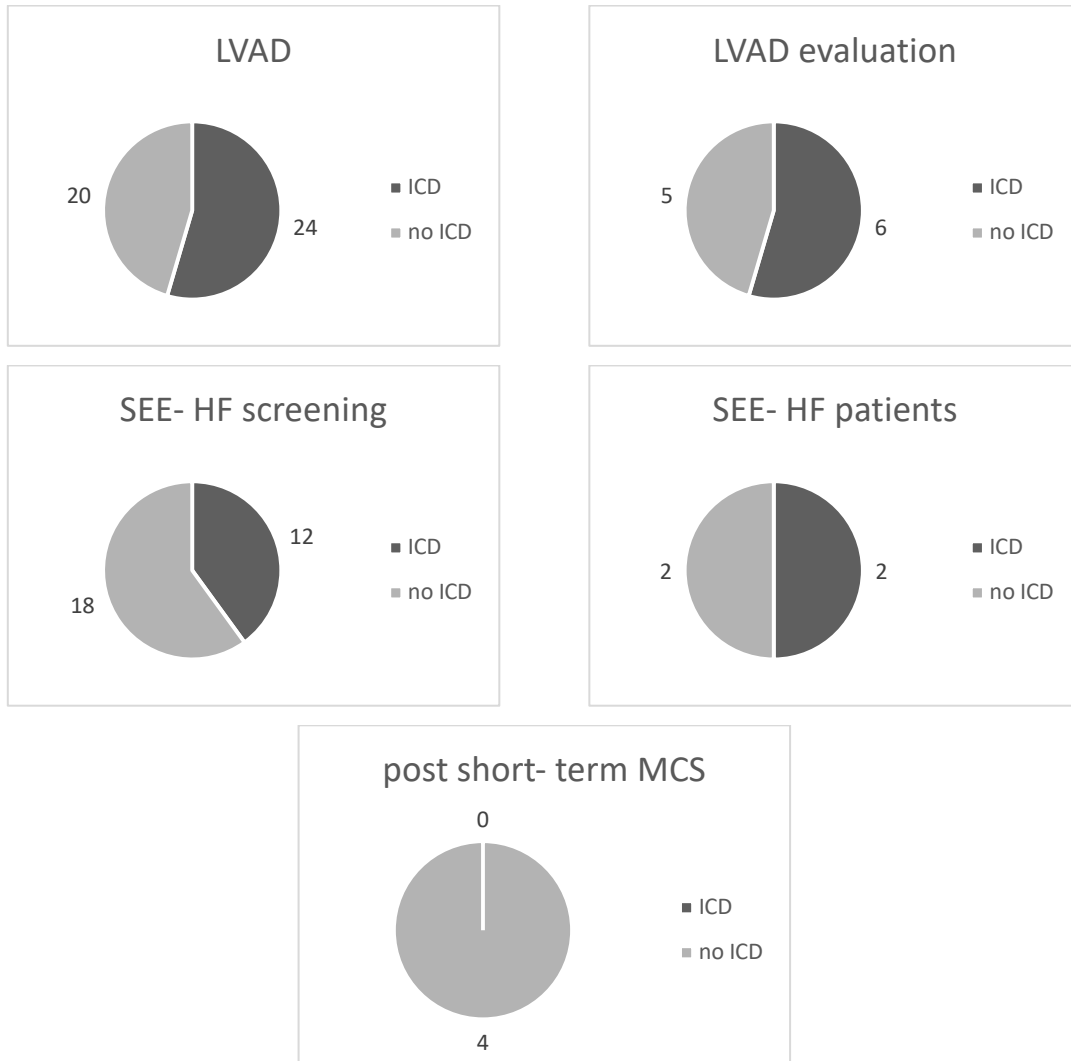 LVAD
20
24
ICD
no ICD
LVAD evaluation
5
6
ICD
no ICD
SEE- HF screening
12
18
ICD
no ICD
SEE- HF patients
2
2
ICD
no ICD
post short- term MCS
0
4
ICD
no ICD